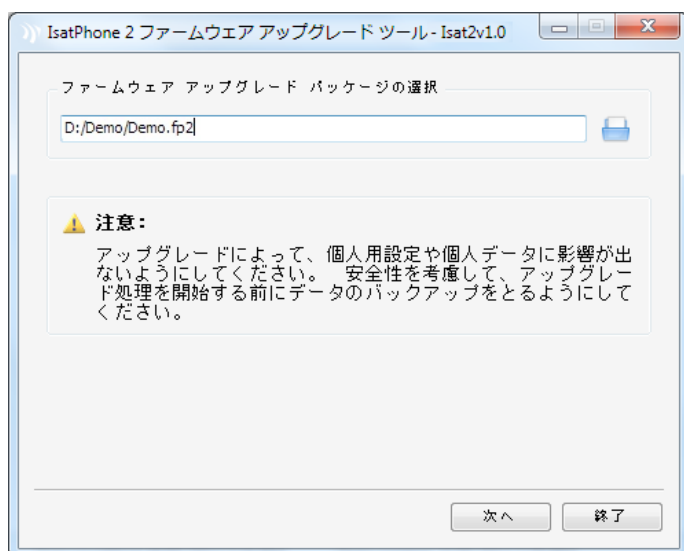 IsatPhone 2 ファームウエア アップグレード ツール - Isat2v1.0
ファームウェア アップグレード パッケージの選択
D:/Demo/Demo.fp2
注意:
アップグレードによって、個人用設定や個人データに影響が出
ないようにしてください。 安全性を考慮して、アップグレー
ド処理を開始する前にデータのバックアップをとるようにして
ください。
次へ
終了